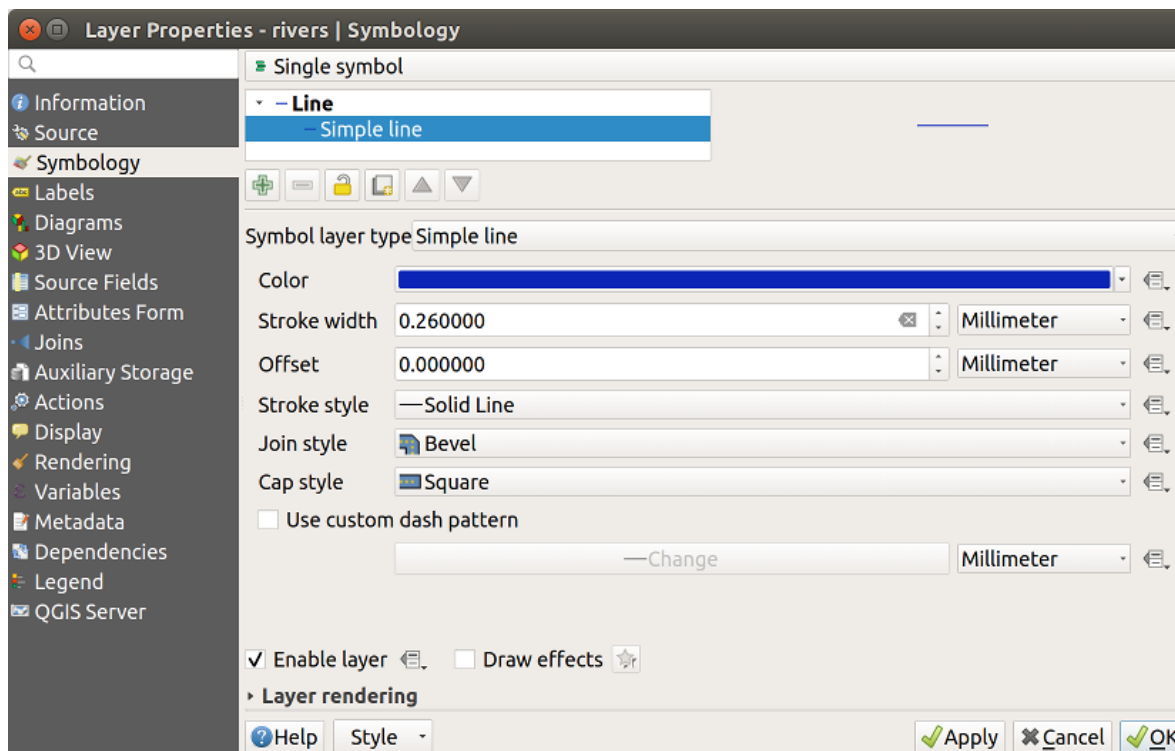 Layer Properties - rivers | Symbology
Information
Source
Symbology
Labels
Diagrams
3D View
Source Fields
Attributes Form
Joins
Auxiliary Storage
Actions
Display
Rendering
Variables
Metadata
Dependencies
Legend
QGIS Server
Single symbol
Line
Simple line
Symbol layer type Simple line
Color
Stroke width 0.260000 Millimeter
Offset 0.000000 Millimeter
Stroke style Solid Line
Join style Bevel
Cap style Square
Use custom dash pattern
Change Millimeter
Enable layer Draw effects
Layer rendering
Help Style Apply Cancel OK